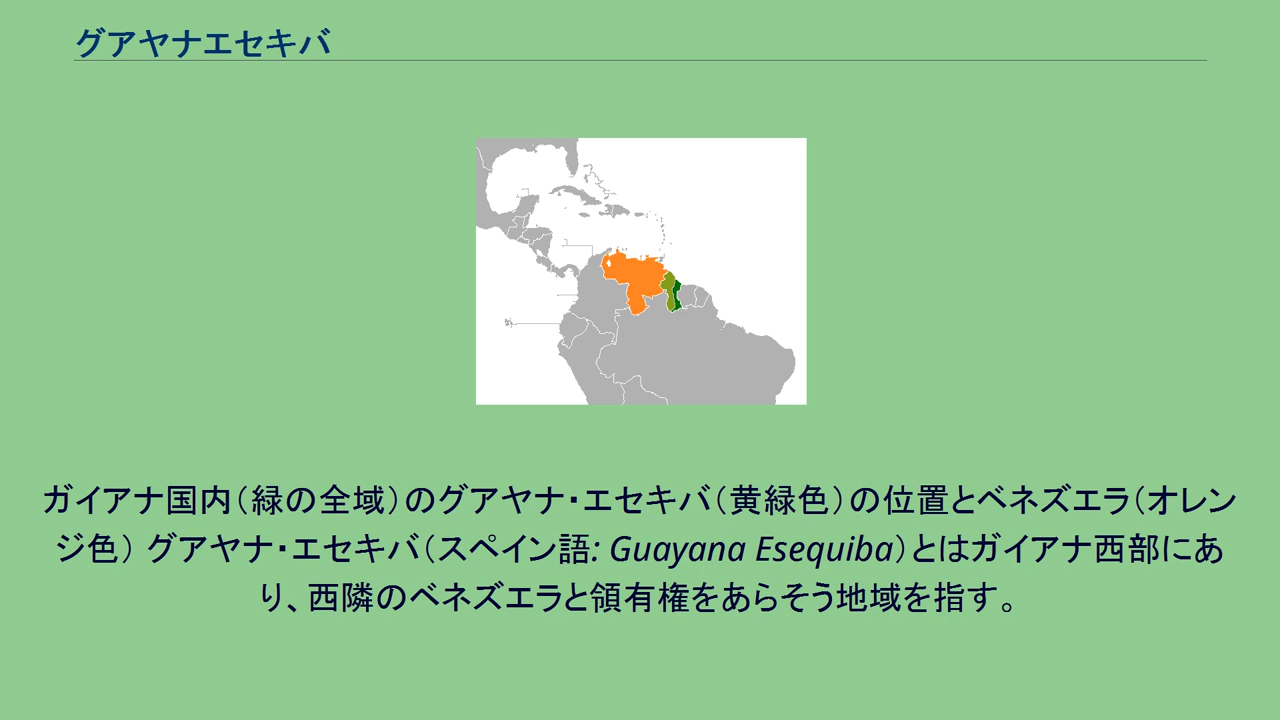 グアヤナエセキバ
ガイアナ国内（緑の全域）のグアヤナ・エセキバ（黄緑色）の位置とベネズエラ（オレン
ジ色） グアヤナ・エセキバ（スペイン語: Guayana Esequiba）とはガイアナ西部にあ
り、西隣のベネズエラと領有権をあらそう地域を指す。